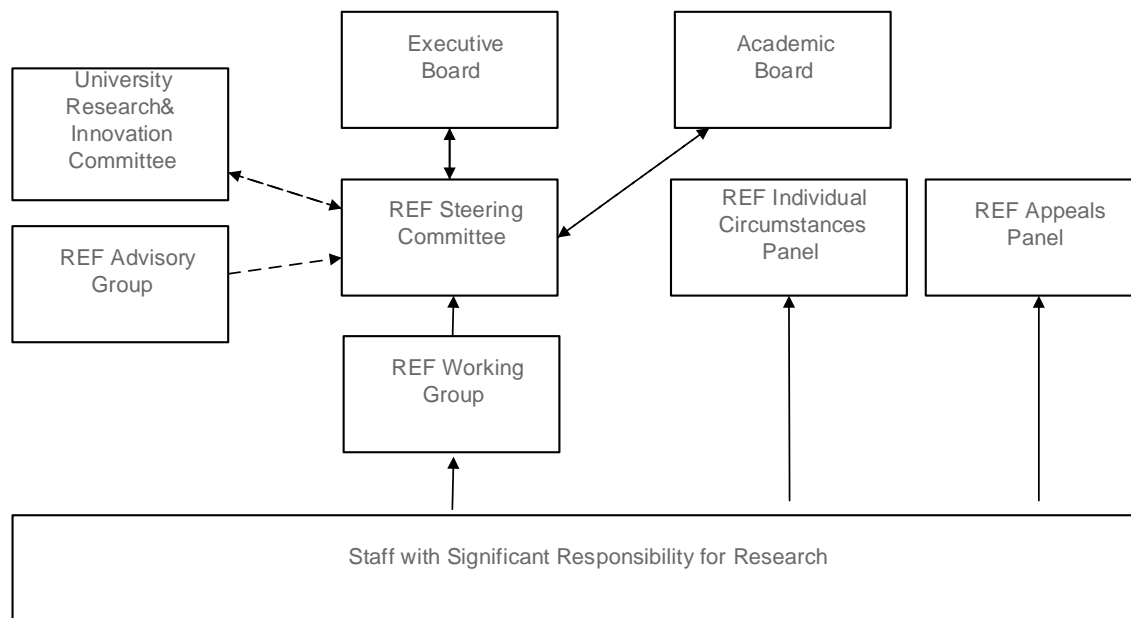 Executive
Board
Academic
Board
University
Research&
Innovation
Committee
REF Steering
Committee
REF Individual
Circumstances
Panel
REF Appeals
Panel
REF Advisory
Group
REF Working
Group
Staff with Significant Responsibility for Research